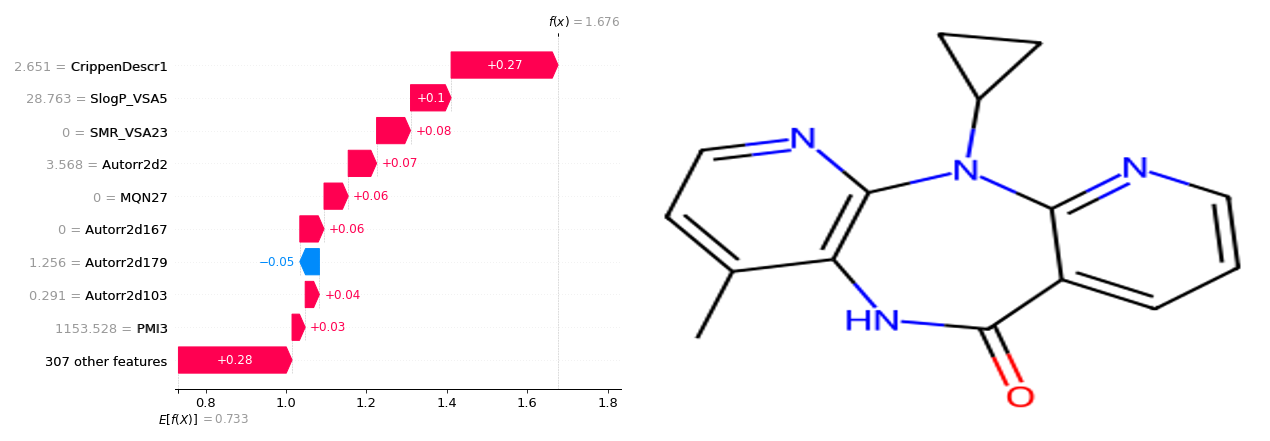 f(x) = 1.676
2.651 = CrippenDescr1
+0.27
28.763 = SlogP_VSA5
+0.1
0 = SMR_VSA23
+0.08
3.568 = Autorr2d2
+0.07
0 = MQN27
+0.06
0 = Autorr2d167
+0.06
1.256 = Autorr2d179
−0.05
0.291 = Autorr2d103
+0.04
1153.528 = PMI3
+0.03
307 other features
+0.28
0.8 1.0 1.2 1.4 1.6 1.8
E[f(X)] = 0.733
N
N
N
HN
O